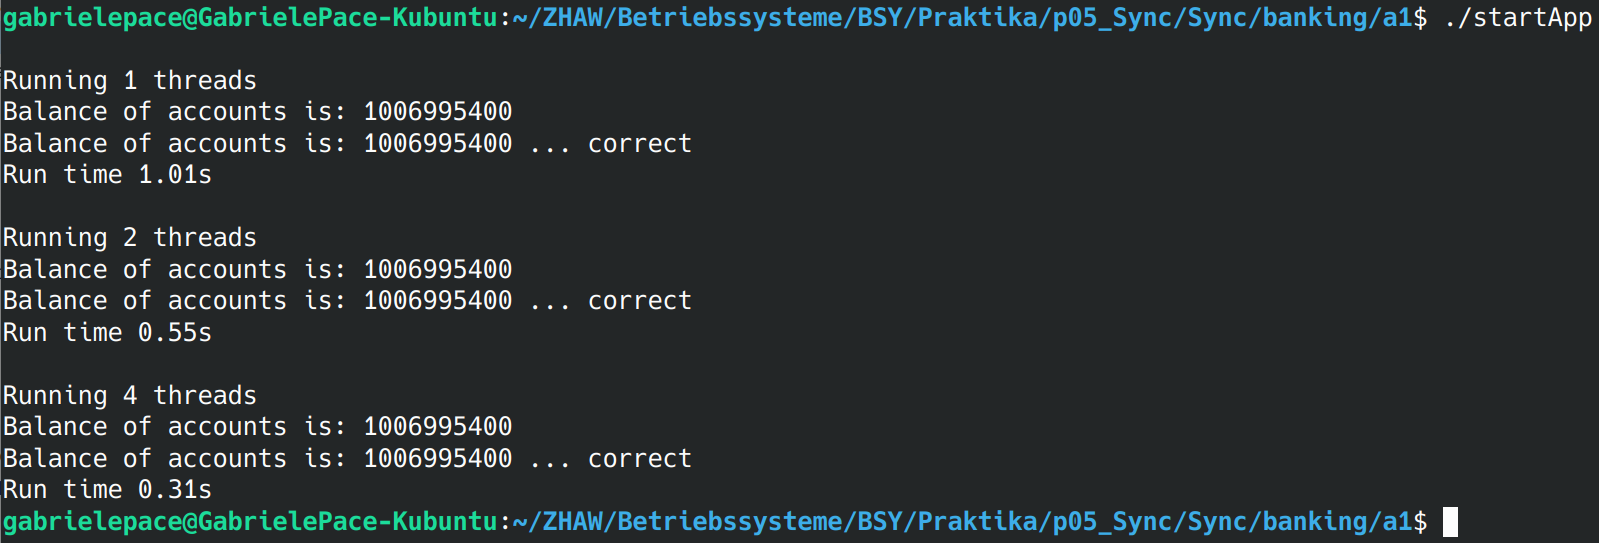 gabrielepace@GabrielePace-Kubuntu:~/ZHAW/Betriebssysteme/BSY/Praktika/p05_Sync/Sync/banking/a1$ ./startApp
Running 1 threads
Balance of accounts is: 1006995400
Balance of accounts is: 1006995400 ... correct
Run time 1.01s
Running 2 threads
Balance of accounts is: 1006995400
Balance of accounts is: 1006995400 ... correct
Run time 0.55s
Running 4 threads
Balance of accounts is: 1006995400
Balance of accounts is: 1006995400 ... correct
Run time 0.31s
gabrielepace@GabrielePace-Kubuntu:~/ZHAW/Betriebssysteme/BSY/Praktika/p05_Sync/Sync/banking/a1$